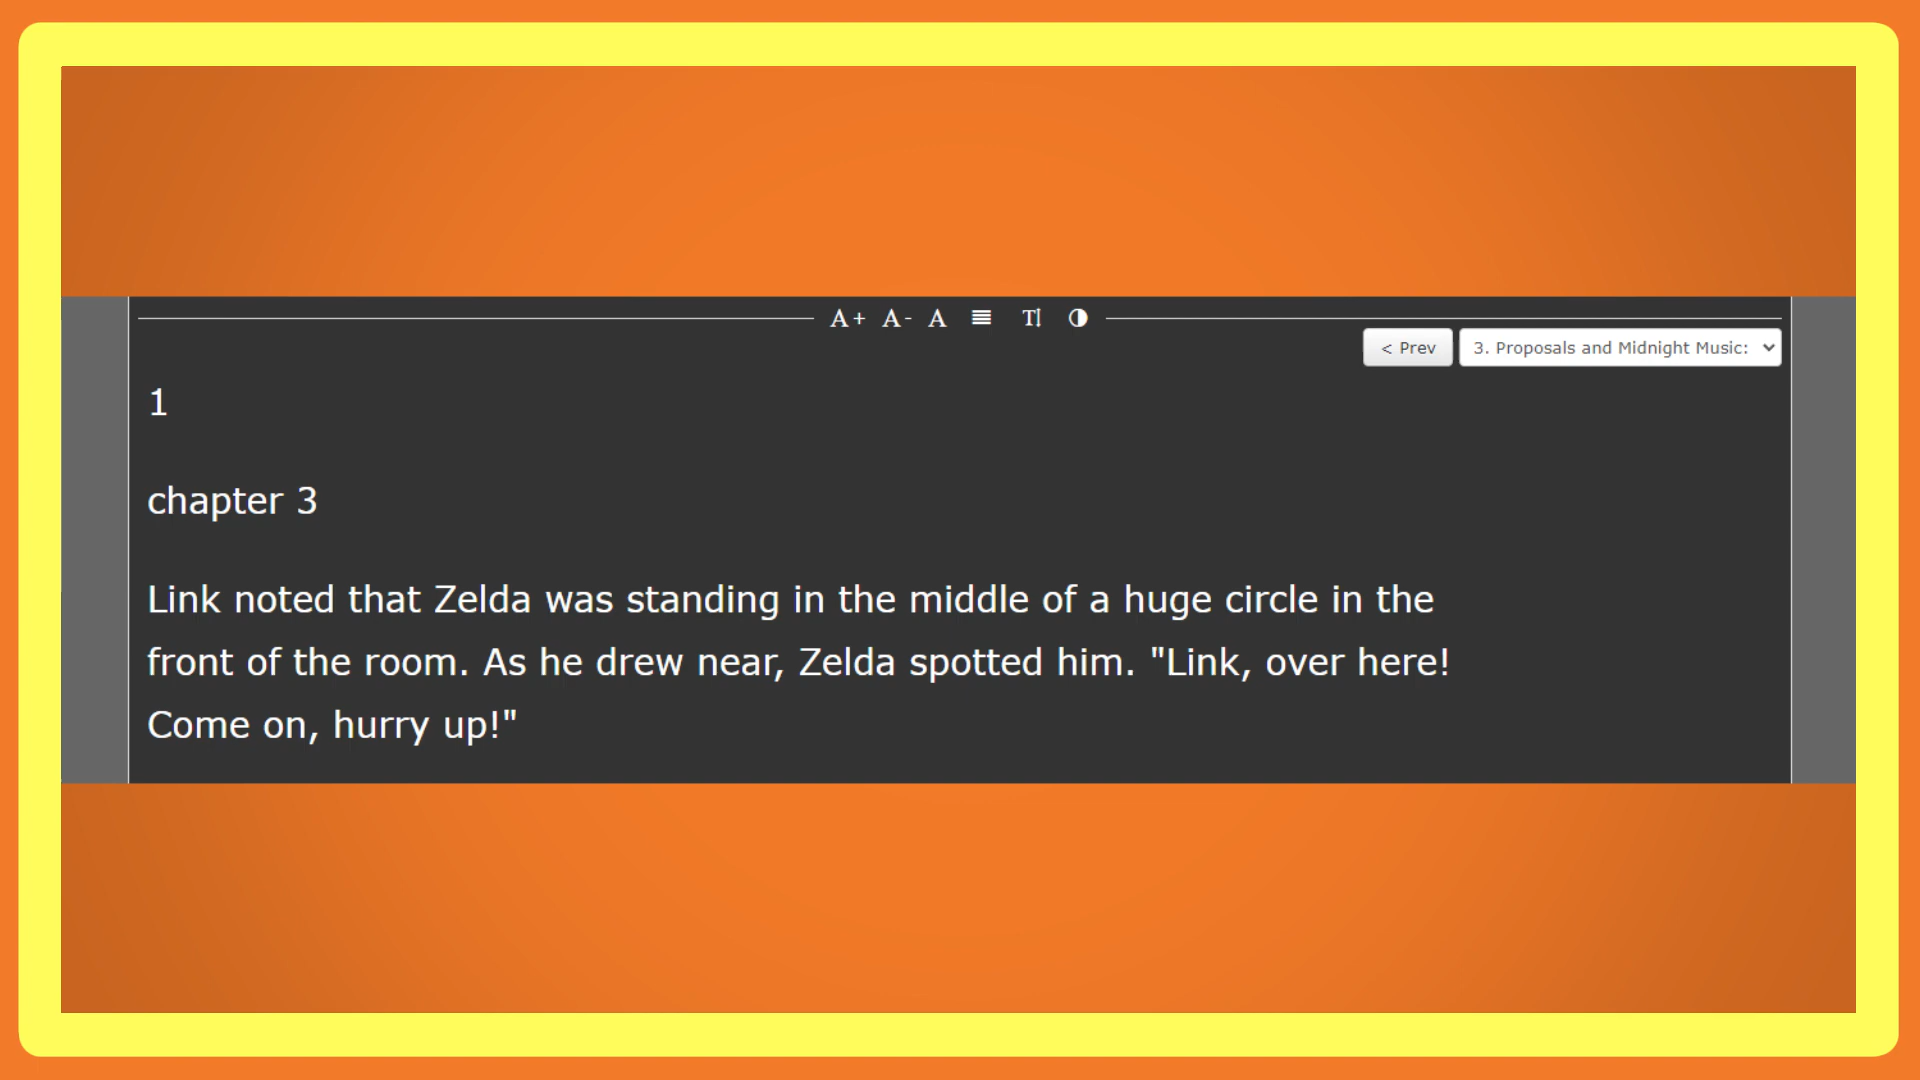 A+ A- A T
< Prev
3. Proposals and Midnight Music:
1
chapter 3
Link noted that Zelda was standing in the middle of a huge circle in the
front of the room. As he drew near, Zelda spotted him. "Link, over here!
Come on, hurry up!"